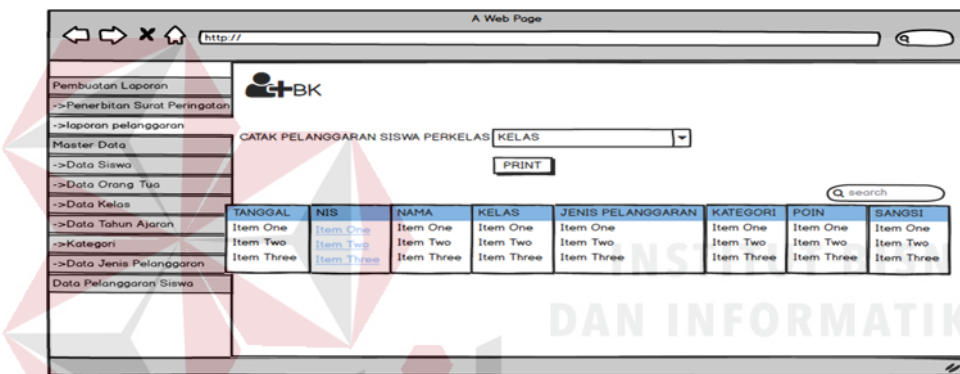 A Web Page
http://
Pembuatan Laporan
->Penerbitan Surat Peringatan
->laporan pelanggaran
Master Data
->Data Siswa
->Data Orang Tua
->Data Kelas
->Data Tahun Ajaran
->Kategori
->Data Jenis Pelanggaran
Data Pelanggaran Siswa
BK
CATAK PELANGGARAN SISWA PERKELAS KELAS
PRINT
search
TANGGAL NIS NAMA KELAS JENIS PELANGGARAN KATEGORI POIN SANGSI
Item One Item One Item One Item One Item One Item One Item One Item One
Item Two Item Two Item Two Item Two Item Two Item Two Item Two Item Two
Item Three Item Three Item Three Item Three Item Three Item Three Item Three Item Three
INSTITUT BISN
DAN INFORMATIK